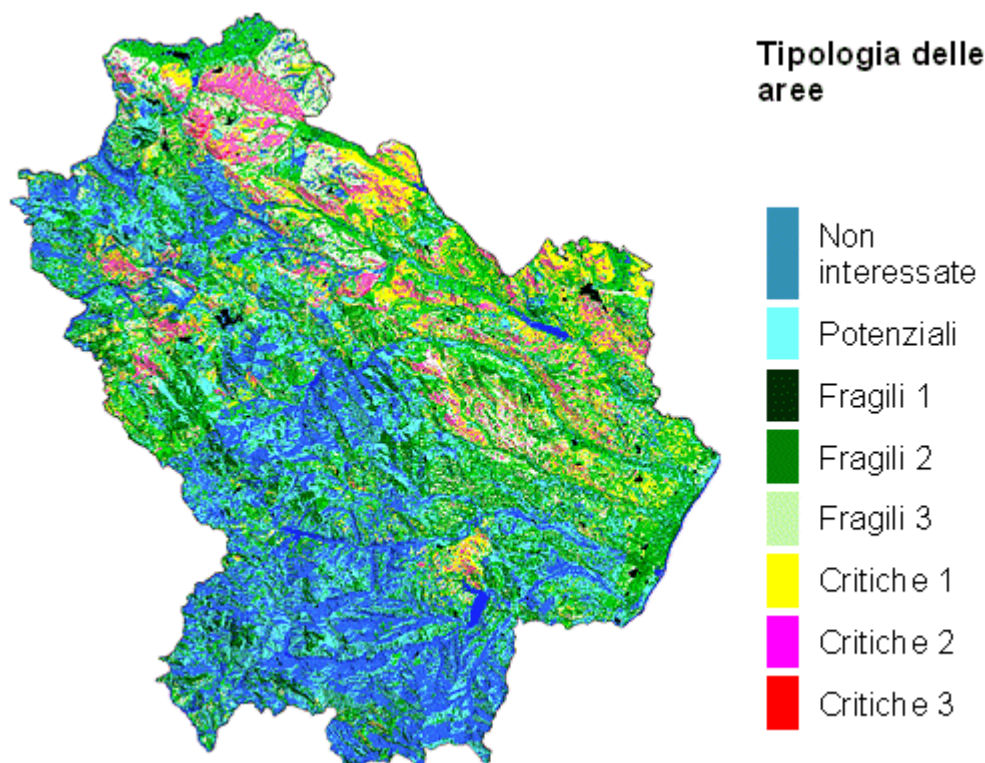 Tipologia delle
aree
Non
interessate
Potenziali
Fragili 1
Fragili 2
Fragili 3
Critiche 1
Critiche 2
Critiche 3